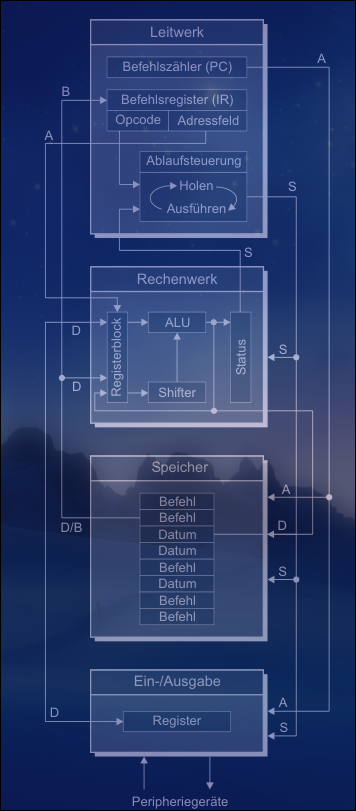 Leitwerk
A
Befehlszähler (PC)
B
Befehlsregister (IR)
Opcode Adressfeld
A
Ablaufsteuerung
Holen
S
Ausführen
S
Rechenwerk
D
ALU
Registerblock
Status
S
D
Shifter
Speicher
A
Befehl
Befehl
D/B
Datum
D
Datum
Befehl
S
Datum
Befehl
Befehl
Ein-/Ausgabe
A
D
Register
S
Peripheriegeräte